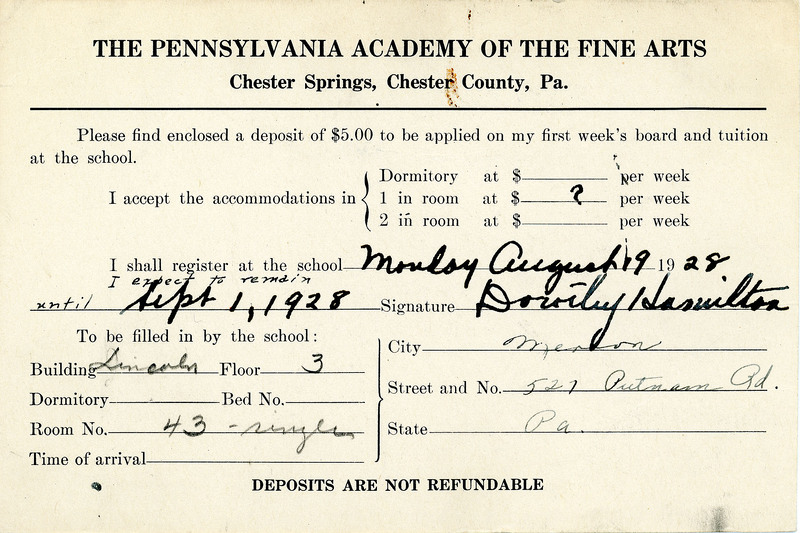 THE PENNSYLVANIA ACADEMY OF THE FINE ARTS
Chester Springs, Chester County, Pa.
Please find enclosed a deposit of $5.00 to be applied on my first week's board and tuition
at the school.
I accept the accommodations in
Dormitory at $ per week
1 in room at $ ? per week
2 in room at $ per week
I shall register at the school Monday August 19 1928
I expect to remain
until Sept 1, 1928 Signature Dorothy Hamilton
To be filled in by the school:
Building Lincoln Floor 3
Dormitory Bed No.
Room No. 43 - single
Time of arrival
City Merion
Street and No. 527 Putnam Rd.
State Pa.
DEPOSITS ARE NOT REFUNDABLE